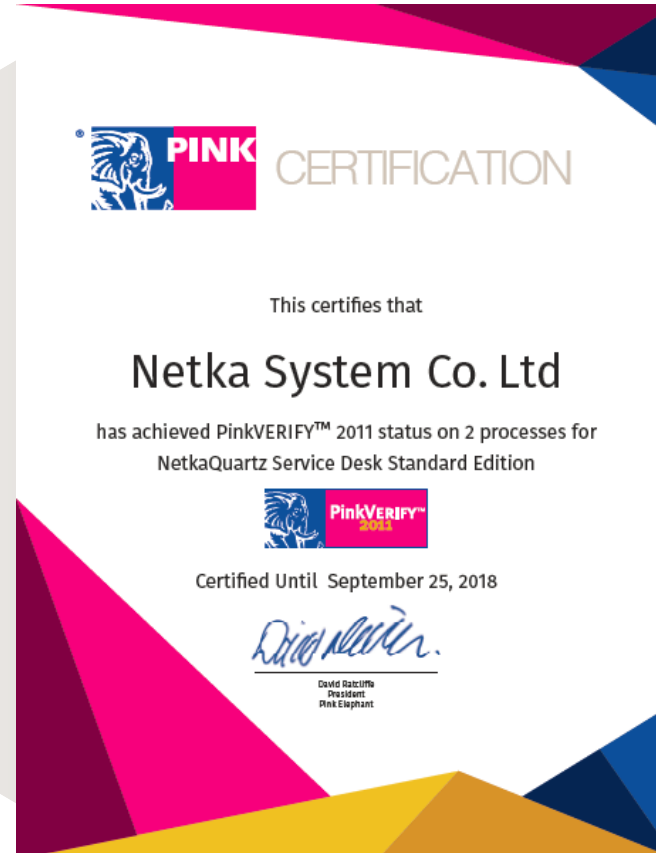 ® PINK CERTIFICATION
This certifies that
Netka System Co. Ltd
has achieved PinkVERIFY™ 2011 status on 2 processes for
NetkaQuartz Service Desk Standard Edition
PinkVERIFY™
2011
Certified Until September 25, 2018
David Ratcliffe
President
Pink Elephant